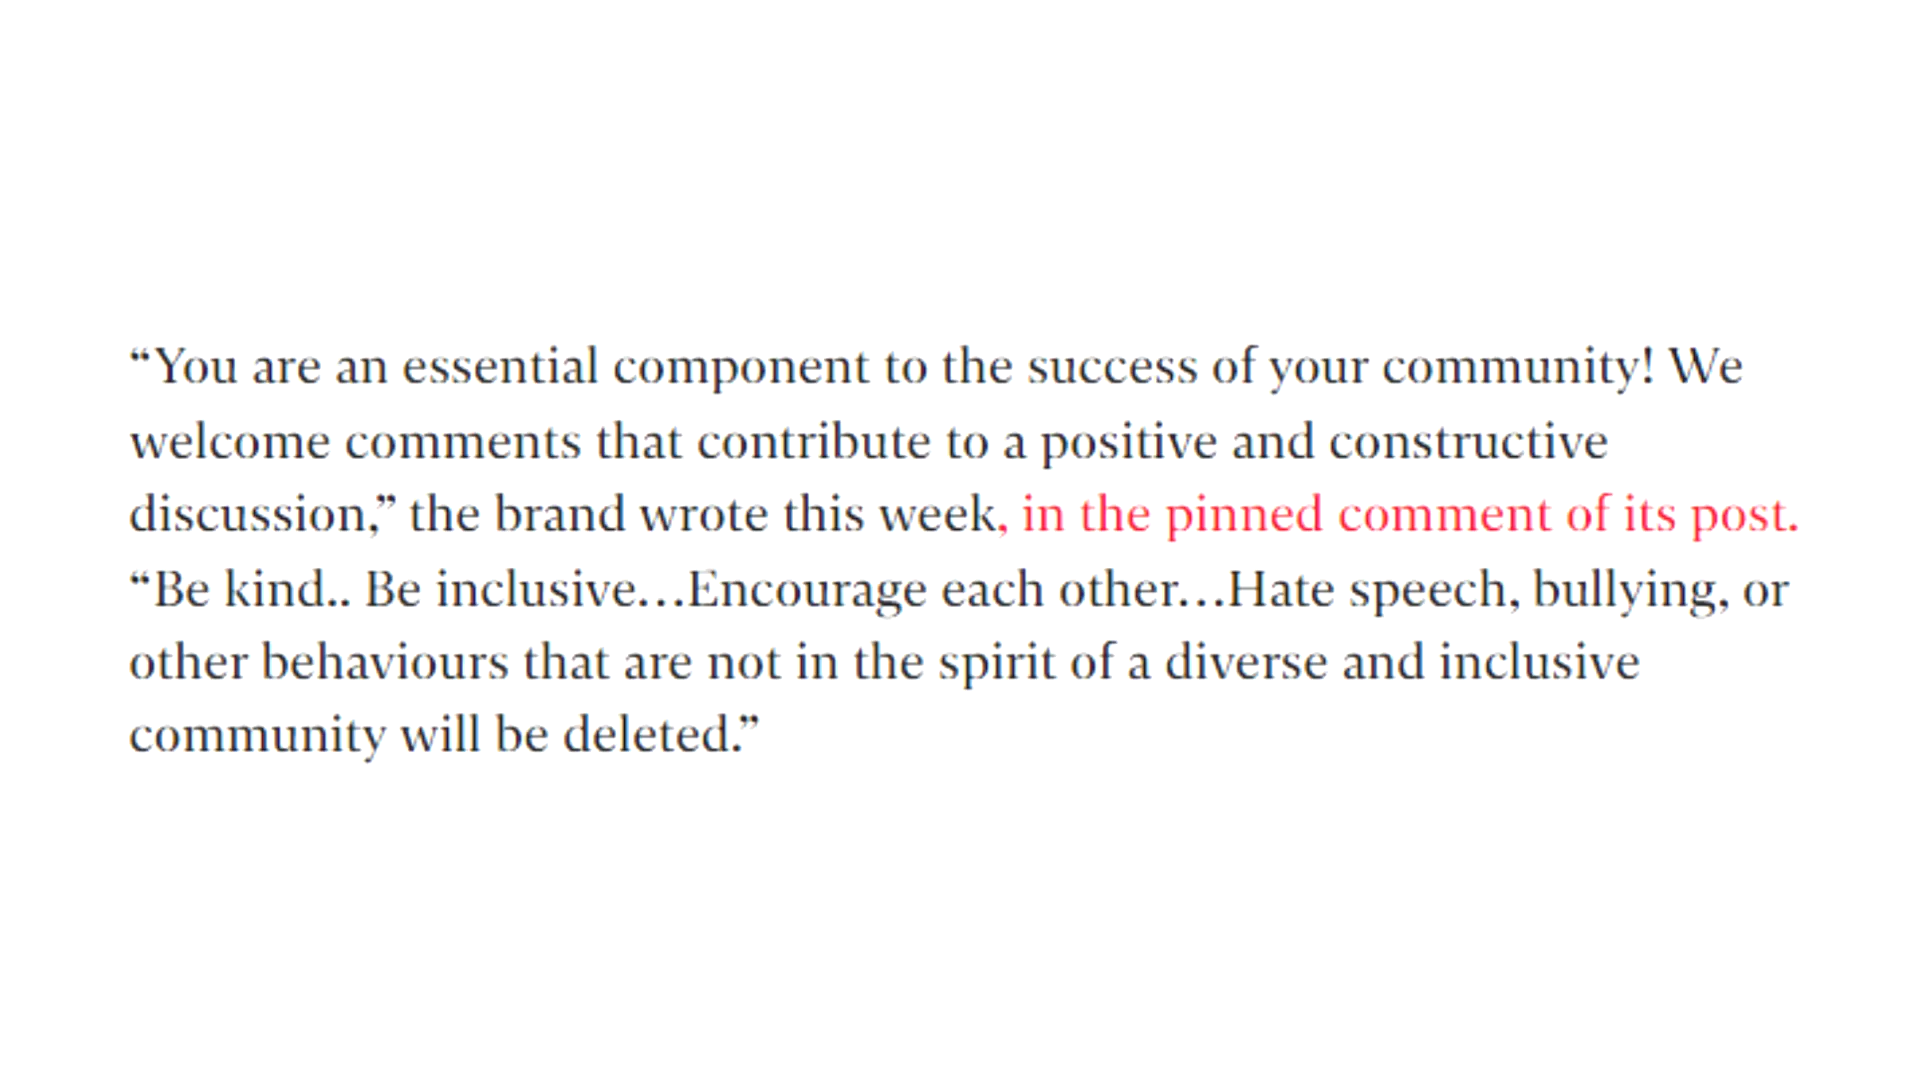 “You are an essential component to the success of your community! We
welcome comments that contribute to a positive and constructive
discussion,” the brand wrote this week, in the pinned comment of its post.
“Be kind.. Be inclusive…Encourage each other…Hate speech, bullying, or
other behaviours that are not in the spirit of a diverse and inclusive
community will be deleted.”